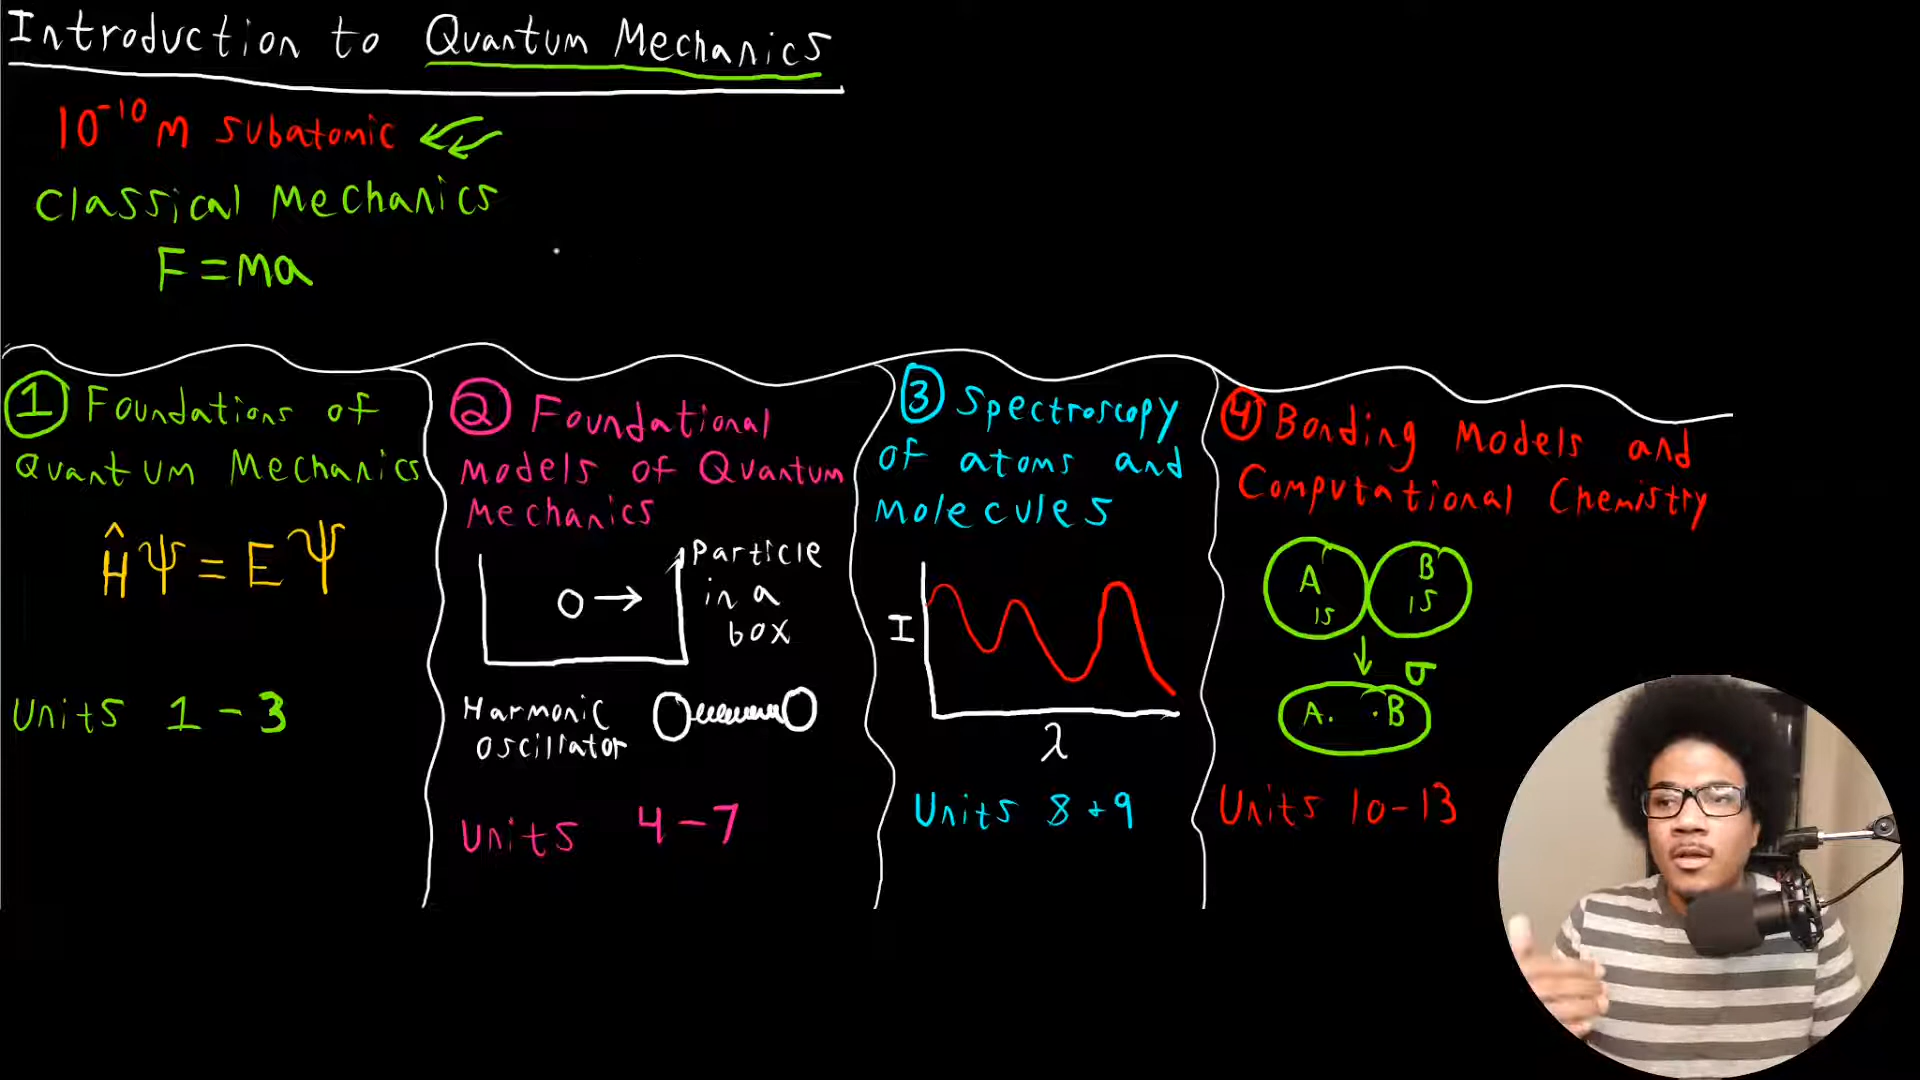 Introduction to Quantum Mechanics
10⁻¹⁰ m subatomic
Classical Mechanics
F = ma
① Foundations of
Quantum Mechanics
Ĥψ = Eψ
Units 1 - 3
② Foundational
Models of Quantum
Mechanics
Particle
in a
box
Harmonic
oscillator
Units 4 - 7
③ Spectroscopy
of atoms and
molecules
I
λ
Units 8 + 9
④ Bonding Models and
Computational Chemistry
A
1s
B
1s
σ
A. .B
Units 10-13